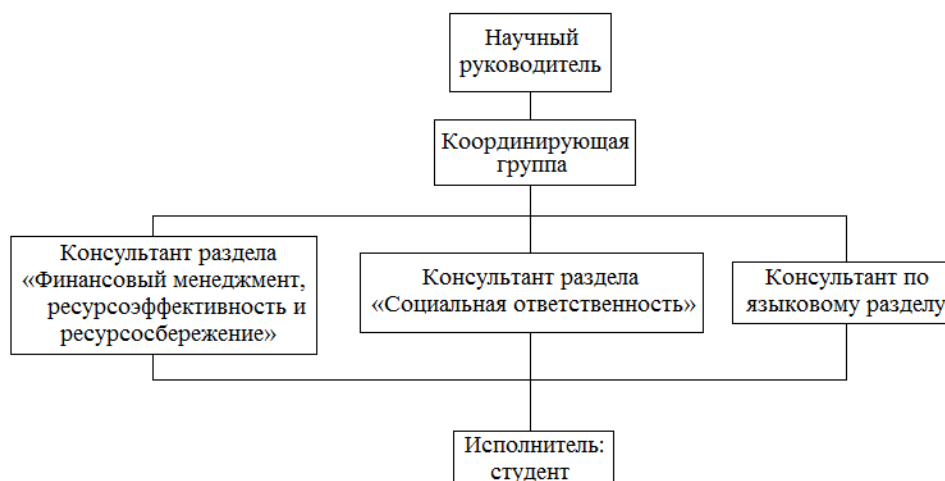 Научный
руководитель
Координирующая
группа
Консультант раздела
«Финансовый менеджмент,
ресурсоэффективность и
ресурсосбережение»
Консультант раздела
«Социальная ответственность»
Консультант по
языковому разделу
Исполнитель:
студент